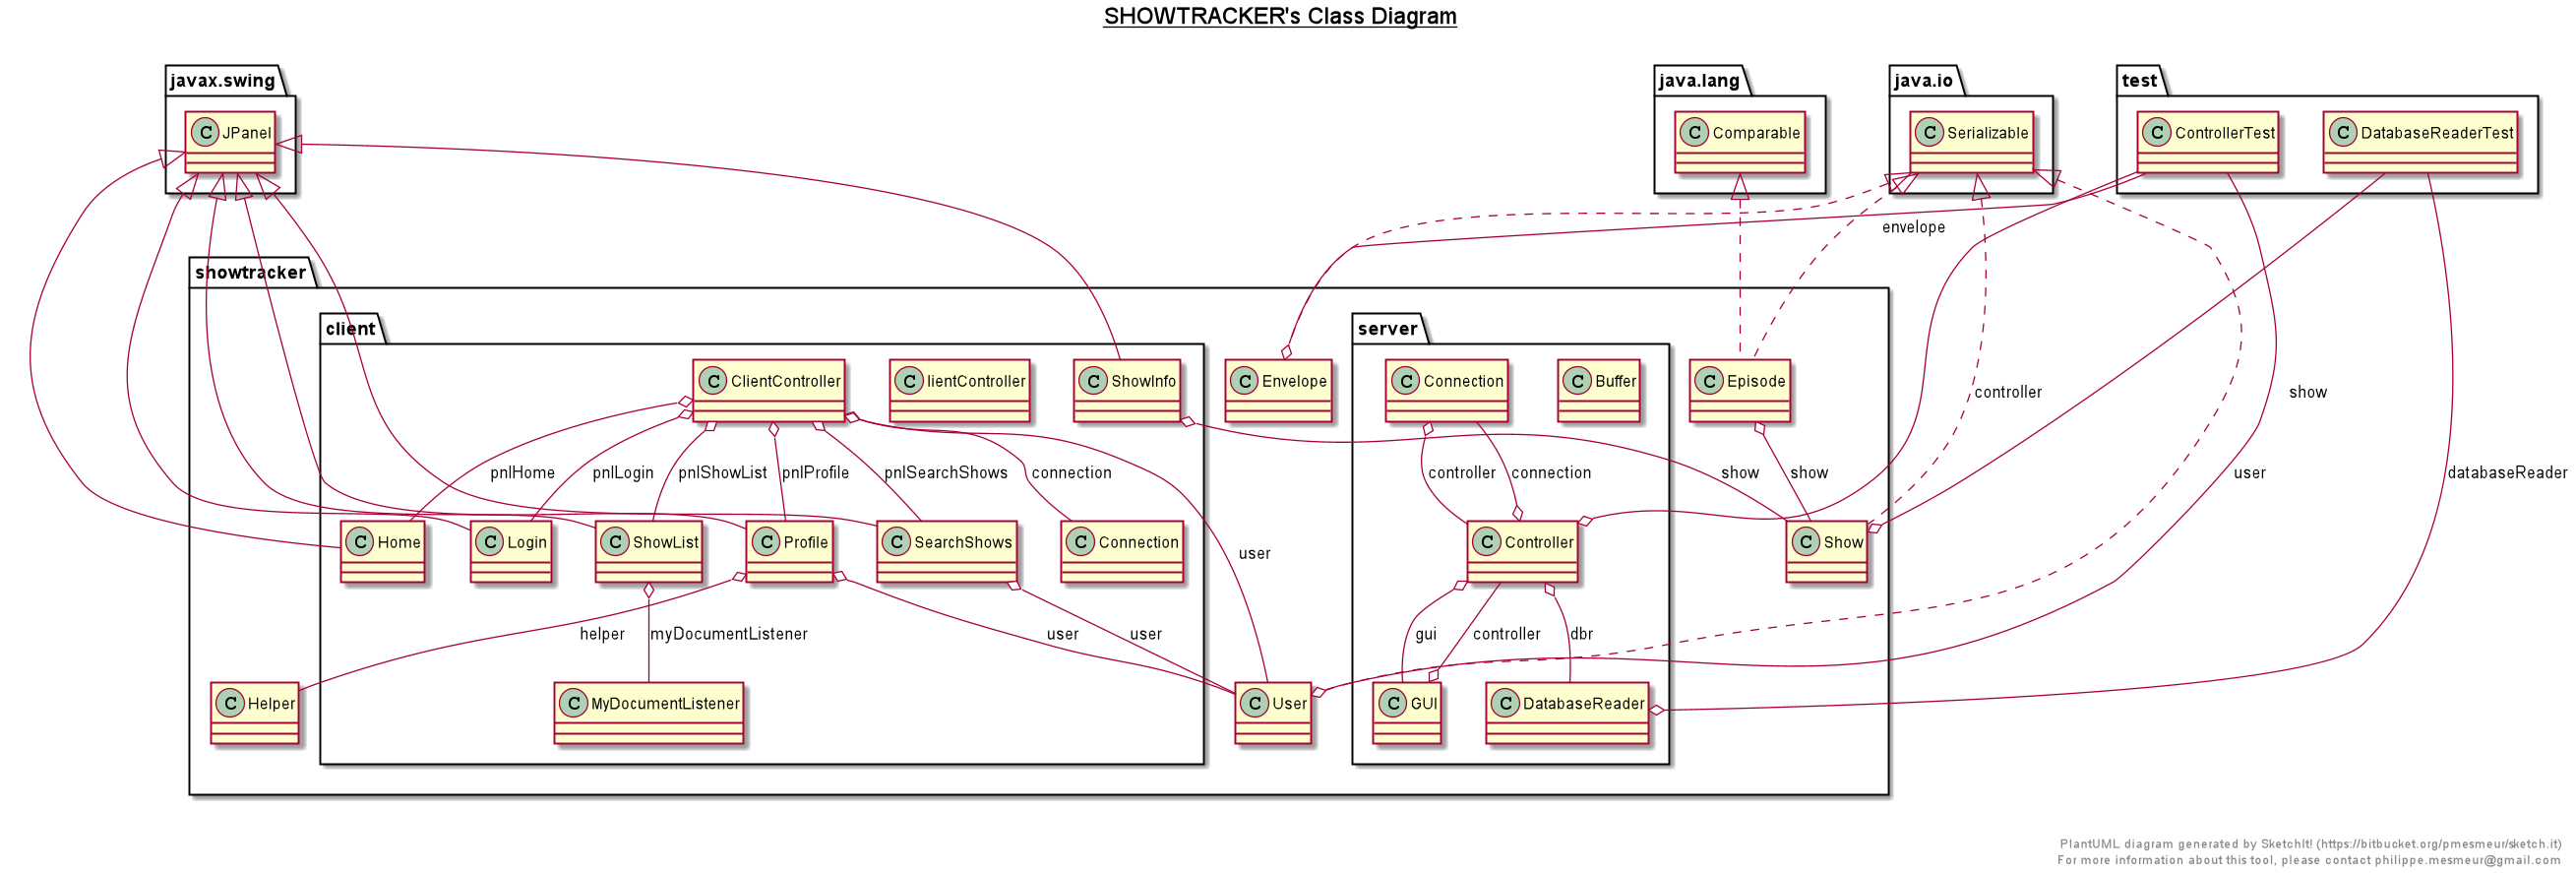 SHOWTRACKER's Class Diagram
javax.swing
java.lang
java.io
test
C JPanel
C Comparable
C Serializable
C ControllerTest
C DatabaseReaderTest
envelope
showtracker
client
server
C ClientController
C lientController
C ShowInfo
C Envelope
C Connection
C Buffer
C Episode
controller
show
pnlHome
pnlLogin
pnlShowList
pnlProfile
pnlSearchShows
connection
controller
connection
show
show
user
databaseReader
C Home
C Login
C ShowList
C Profile
C SearchShows
C Connection
user
C Controller
C Show
helper
myDocumentListener
user
user
gui
controller
dbr
C Helper
C MyDocumentListener
C User
C GUI
C DatabaseReader
PlantUML diagram generated by SketchIt! (https://bitbucket.org/pmesmeur/sketch.it)
For more information about this tool, please contact philippe.mesmeur@gmail.com